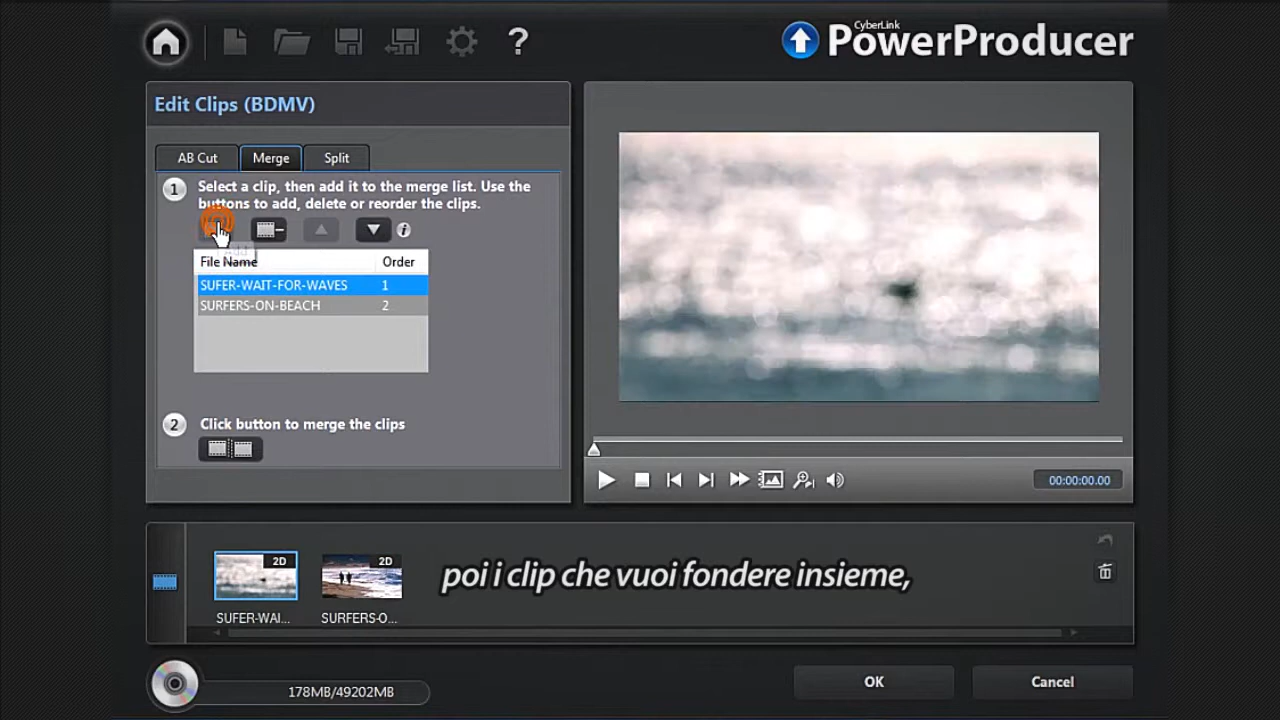 CyberLink
PowerProducer
?
Edit Clips (BDMV)
AB Cut
Merge
Split
1
Select a clip, then add it to the merge list. Use the
buttons to add, delete or reorder the clips.
i
Add
File Name Order
SUFER-WAIT-FOR-WAVES 1
SURFERS-ON-BEACH 2
2
Click button to merge the clips
00:00:00.00
2D
2D
SUFER-WAI...
SURFERS-O...
poi i clip che vuoi fondere insieme,
178MB/49202MB
OK
Cancel